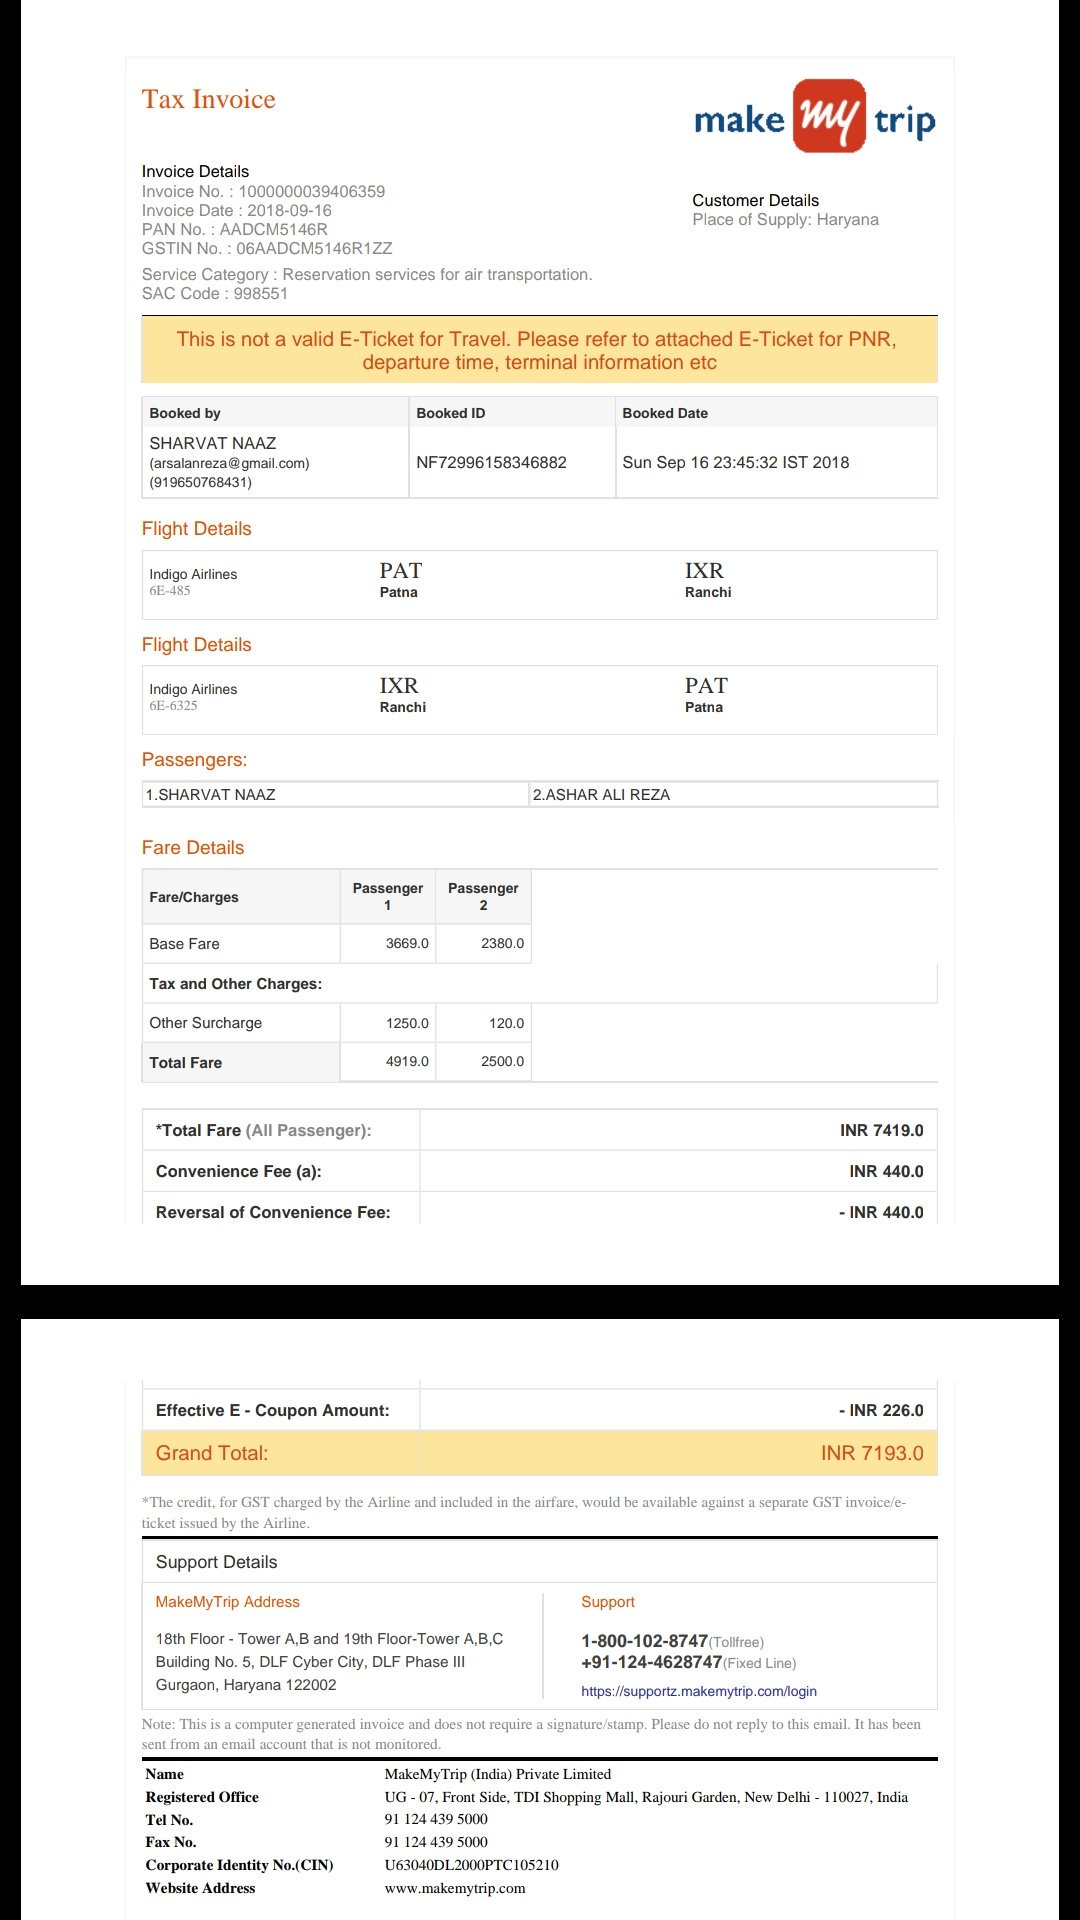 Tax Invoice
make my trip
Invoice Details
Invoice No. : 1000000039406359
Invoice Date : 2018-09-16
PAN No. : AADCM5146R
GSTIN No. : 06AADCM5146R1ZZ
Customer Details
Place of Supply: Haryana
Service Category : Reservation services for air transportation.
SAC Code : 998551
This is not a valid E-Ticket for Travel. Please refer to attached E-Ticket for PNR,
departure time, terminal information etc
Booked by Booked ID Booked Date
SHARVAT NAAZ
(arsalanreza@gmail.com)
(919650768431)
NF72996158346882
Sun Sep 16 23:45:32 IST 2018
Flight Details
Indigo Airlines
6E-485
PAT
Patna
IXR
Ranchi
Flight Details
Indigo Airlines
6E-6325
IXR
Ranchi
PAT
Patna
Passengers:
1.SHARVAT NAAZ 2.ASHAR ALI REZA
Fare Details
Fare/Charges
Passenger
1
Passenger
2
Base Fare 3669.0 2380.0
Tax and Other Charges:
Other Surcharge 1250.0 120.0
Total Fare 4919.0 2500.0
*Total Fare (All Passenger): INR 7419.0
Convenience Fee (a): INR 440.0
Reversal of Convenience Fee: - INR 440.0
Effective E - Coupon Amount: - INR 226.0
Grand Total: INR 7193.0
*The credit, for GST charged by the Airline and included in the airfare, would be available against a separate GST invoice/e-
ticket issued by the Airline.
Support Details
MakeMyTrip Address
18th Floor - Tower A,B and 19th Floor-Tower A,B,C
Building No. 5, DLF Cyber City, DLF Phase III
Gurgaon, Haryana 122002
Support
1-800-102-8747(Tollfree)
+91-124-4628747(Fixed Line)
https://supportz.makemytrip.com/login
Note: This is a computer generated invoice and does not require a signature/stamp. Please do not reply to this email. It has been
sent from an email account that is not monitored.
Name MakeMyTrip (India) Private Limited
Registered Office UG - 07, Front Side, TDI Shopping Mall, Rajouri Garden, New Delhi - 110027, India
Tel No. 91 124 439 5000
Fax No. 91 124 439 5000
Corporate Identity No.(CIN) U63040DL2000PTC105210
Website Address www.makemytrip.com